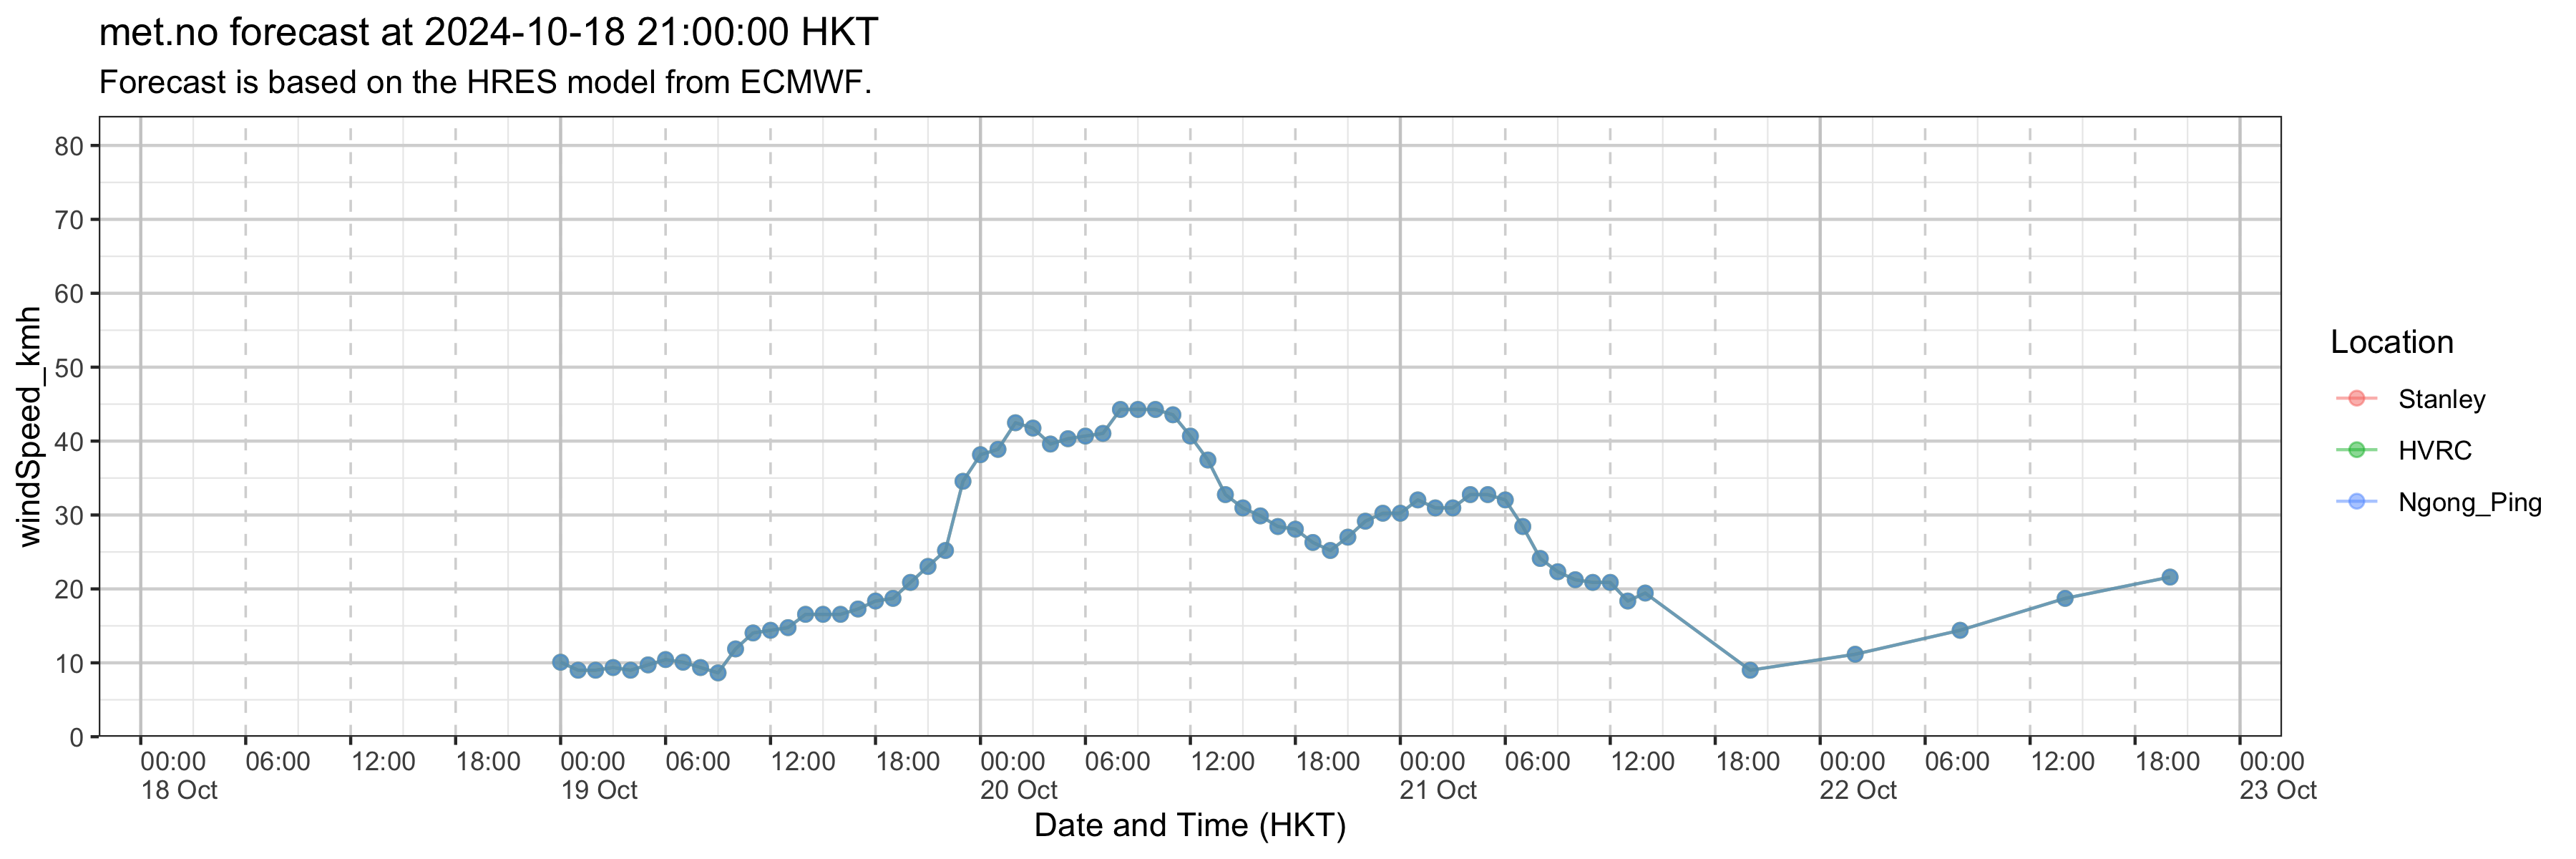 met.no forecast at 2024-10-18 21:00:00 HKT
Forecast is based on the HRES model from ECMWF.
windSpeed_kmh
80
70
60
50
40
30
20
10
0
00:00 06:00 12:00 18:00 00:00 06:00 12:00 18:00 00:00 06:00 12:00 18:00 00:00 06:00 12:00 18:00 00:00 06:00 12:00 18:00 00:00
18 Oct 19 Oct 20 Oct 21 Oct 22 Oct 23 Oct
Date and Time (HKT)
Location
Stanley
HVRC
Ngong_Ping